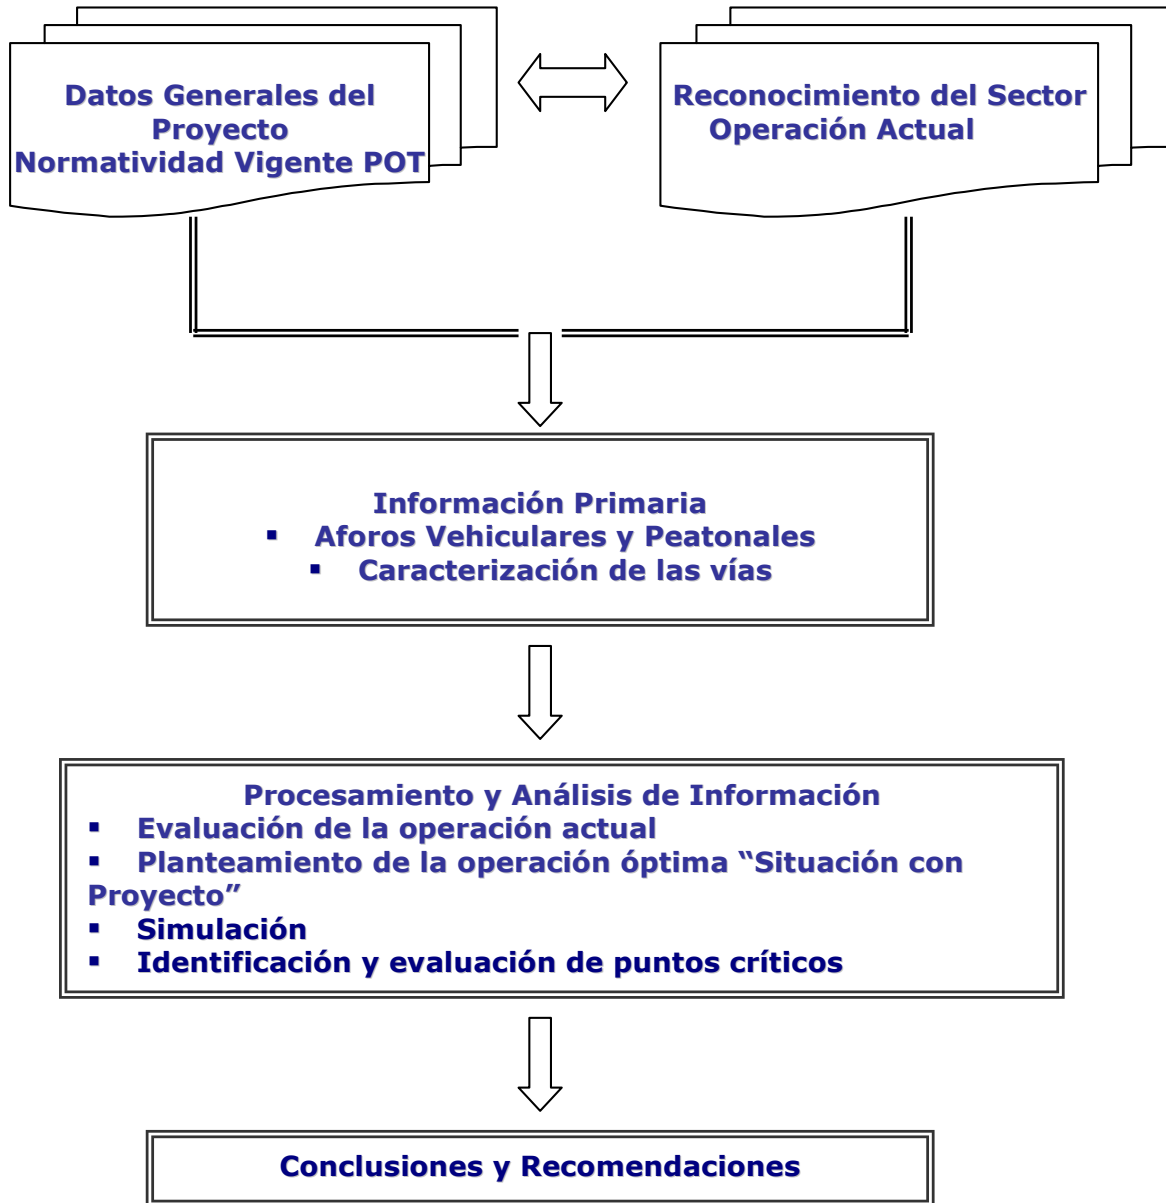 Datos Generales del
Proyecto
Normatividad Vigente POT
Reconocimiento del Sector
Operación Actual
Información Primaria
▪ Aforos Vehiculares y Peatonales
▪ Caracterización de las vías
Procesamiento y Análisis de Información
▪ Evaluación de la operación actual
▪ Planteamiento de la operación óptima “Situación con
Proyecto”
▪ Simulación
▪ Identificación y evaluación de puntos críticos
Conclusiones y Recomendaciones